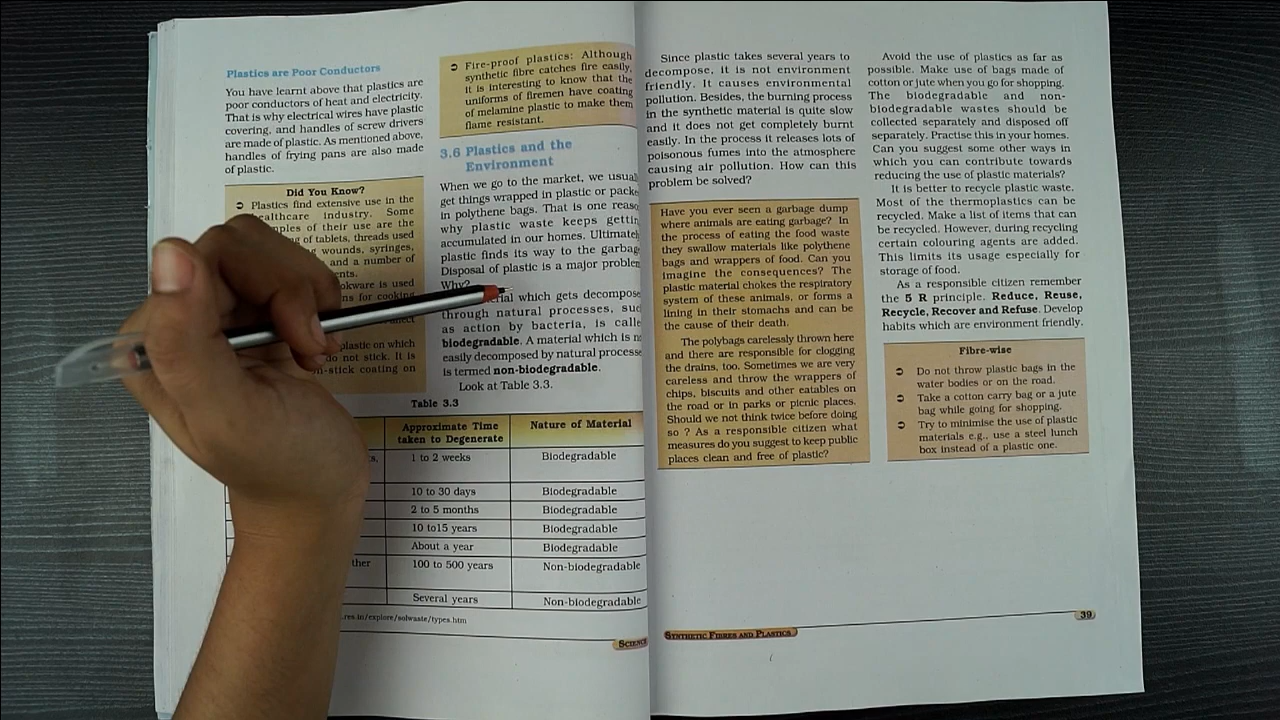 Plastics are Poor Conductors
You have learnt above that plastics are
poor conductors of heat and electricity.
That is why electrical wires have plastic
covering, and handles of screw drivers
are made of plastic. As mentioned above,
handles of frying pans are also made
of plastic.
Did You Know?
Plastics find extensive use in the
healthcare industry. Some
of their use are the
of tablets, threads used
wounds, syringes,
and a number of
is used
for cooking
plastic on which
do not stick. It is
coating on
Fire-proof plastics: Although
synthetic fibre catches fire easily,
it is interesting to know that the
uniforms of firemen have coating
of melamine plastic to make them
flame resistant.
3.6 Plastics and the
Environment
When we go to the market, we usual
get things wrapped in plastic or pack
in polythene bags. That is one reaso
why plastic waste keeps gettin
accumulated in our homes. Ultimatel
plastic finds its way to the garbag
Disposal of plastic is a major problem
Why?
which gets decompose
through natural processes, suc
as action by bacteria, is calle
biodegradable. A material which is n
easily decomposed by natural processe
is termed non-biodegradable.
Look at Table 3.3.
Table 3.3
Approximate Time taken to Degenerate Nature of Material
1 to 2 weeks Biodegradable
10 to 30 days Biodegradable
2 to 5 months Biodegradable
10 to15 years Biodegradable
About a year Biodegradable
ther 100 to 500 years Non-biodegradable
Several years Non-biodegradable
.res.in/explore/solwaste/types.htm
SCIENCE
Since plastic takes several years to
decompose, it is not environment
friendly. It causes environmental
pollution. Besides, the burning process
in the synthetic material is quite slow
and it does not get completely burnt
easily. In the process it releases lots of
poisonous fumes into the atmosphere
causing air pollution. How can this
problem be solved?
Have you ever seen a garbage dump
where animals are eating garbage? In
the process of eating the food waste
they swallow materials like polythene
bags and wrappers of food. Can you
imagine the consequences? The
plastic material chokes the respiratory
system of these animals, or forms a
lining in their stomachs and can be
the cause of their death.
The polybags carelessly thrown here
and there are responsible for clogging
the drains, too. Sometimes we are very
careless and throw the wrappers of
chips, biscuits and other eatables on
the road or in parks or picnic places.
Should we not think twice before doing
so ? As a responsible citizen what
measures do you suggest to keep public
places clean and free of plastic?
Avoid the use of plastics as far as
possible. Make use of bags made of
cotton or jute when you go for shopping.
The biodegradable and non-
biodegradable wastes should be
collected separately and disposed off
separately. Practise this in your homes.
Can you suggest some other ways in
which you can contribute towards
reducing the use of plastic materials?
It is better to recycle plastic waste.
Most of the thermoplastics can be
recycled. Make a list of items that can
be recycled. However, during recycling
certain colouring agents are added.
This limits its usage especially for
storage of food.
As a responsible citizen remember
the 5 R principle. Reduce, Reuse,
Recycle, Recover and Refuse. Develop
habits which are environment friendly.
Fibre-wise
Do not throw plastic bags in the
water bodies or on the road.
Take a cotton carry bag or a jute
bag while going for shopping.
Try to minimise the use of plastic
materials e.g., use a steel lunch
box instead of a plastic one.
SYNTHETIC FIBRES AND PLASTICS
39